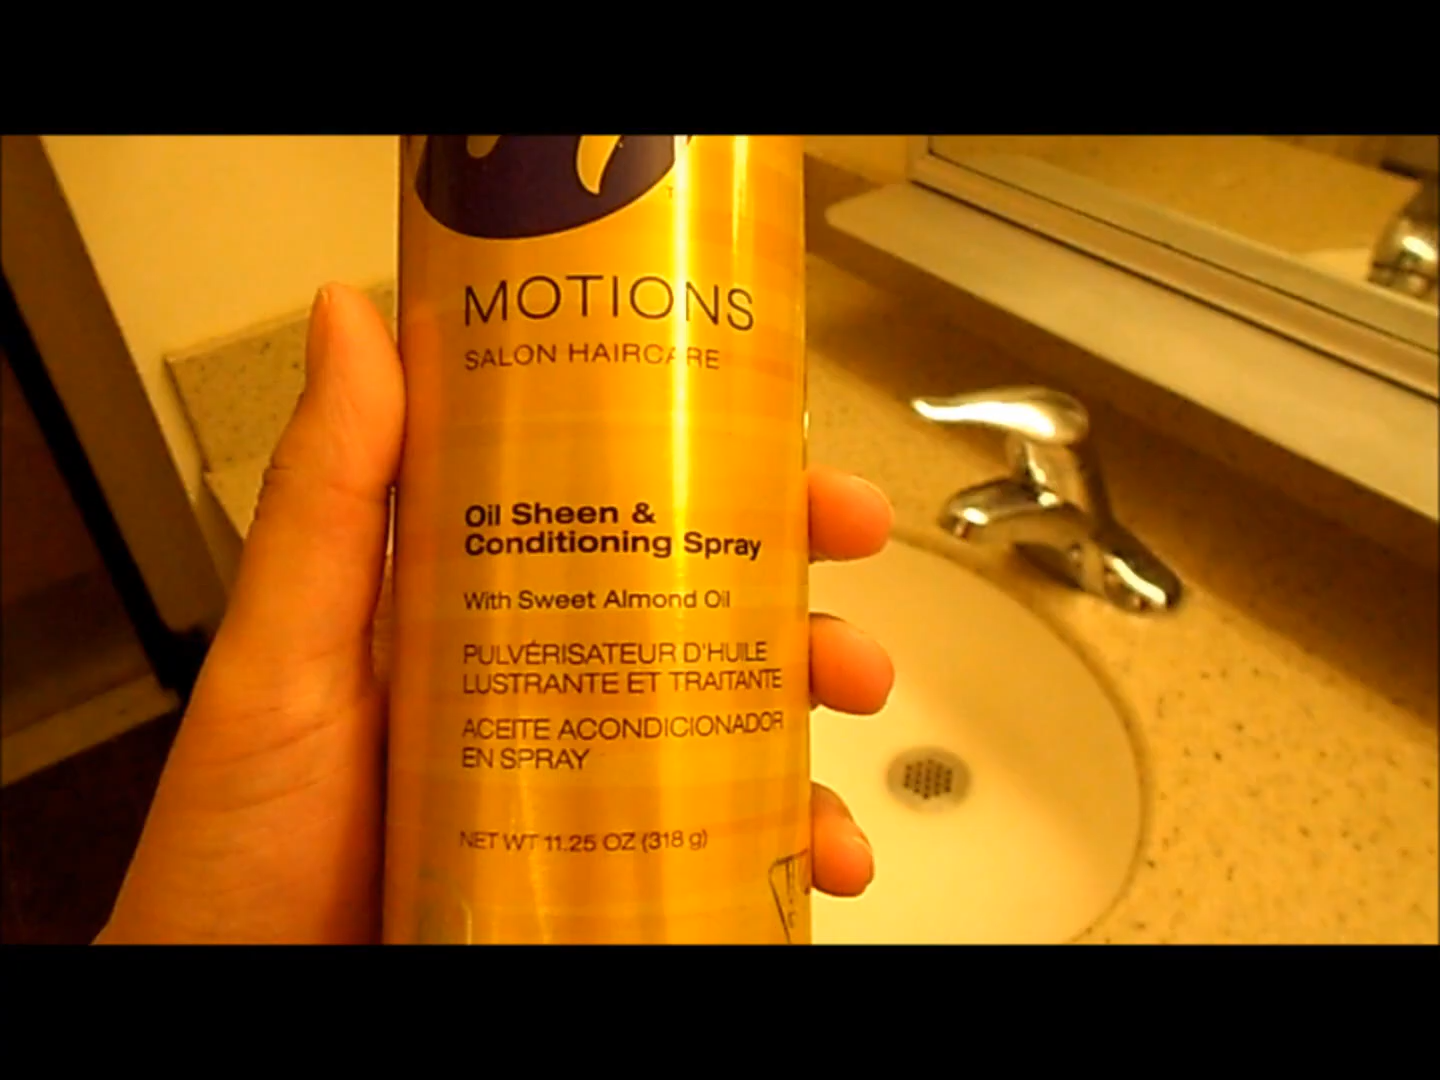 MOTIONS
SALON HAIRCARE
Oil Sheen &
Conditioning Spray
With Sweet Almond Oil
PULVÉRISATEUR D'HUILE
LUSTRANTE ET TRAITANTE
ACEITE ACONDICIONADOR
EN SPRAY
NET WT 11.25 OZ (318 g)